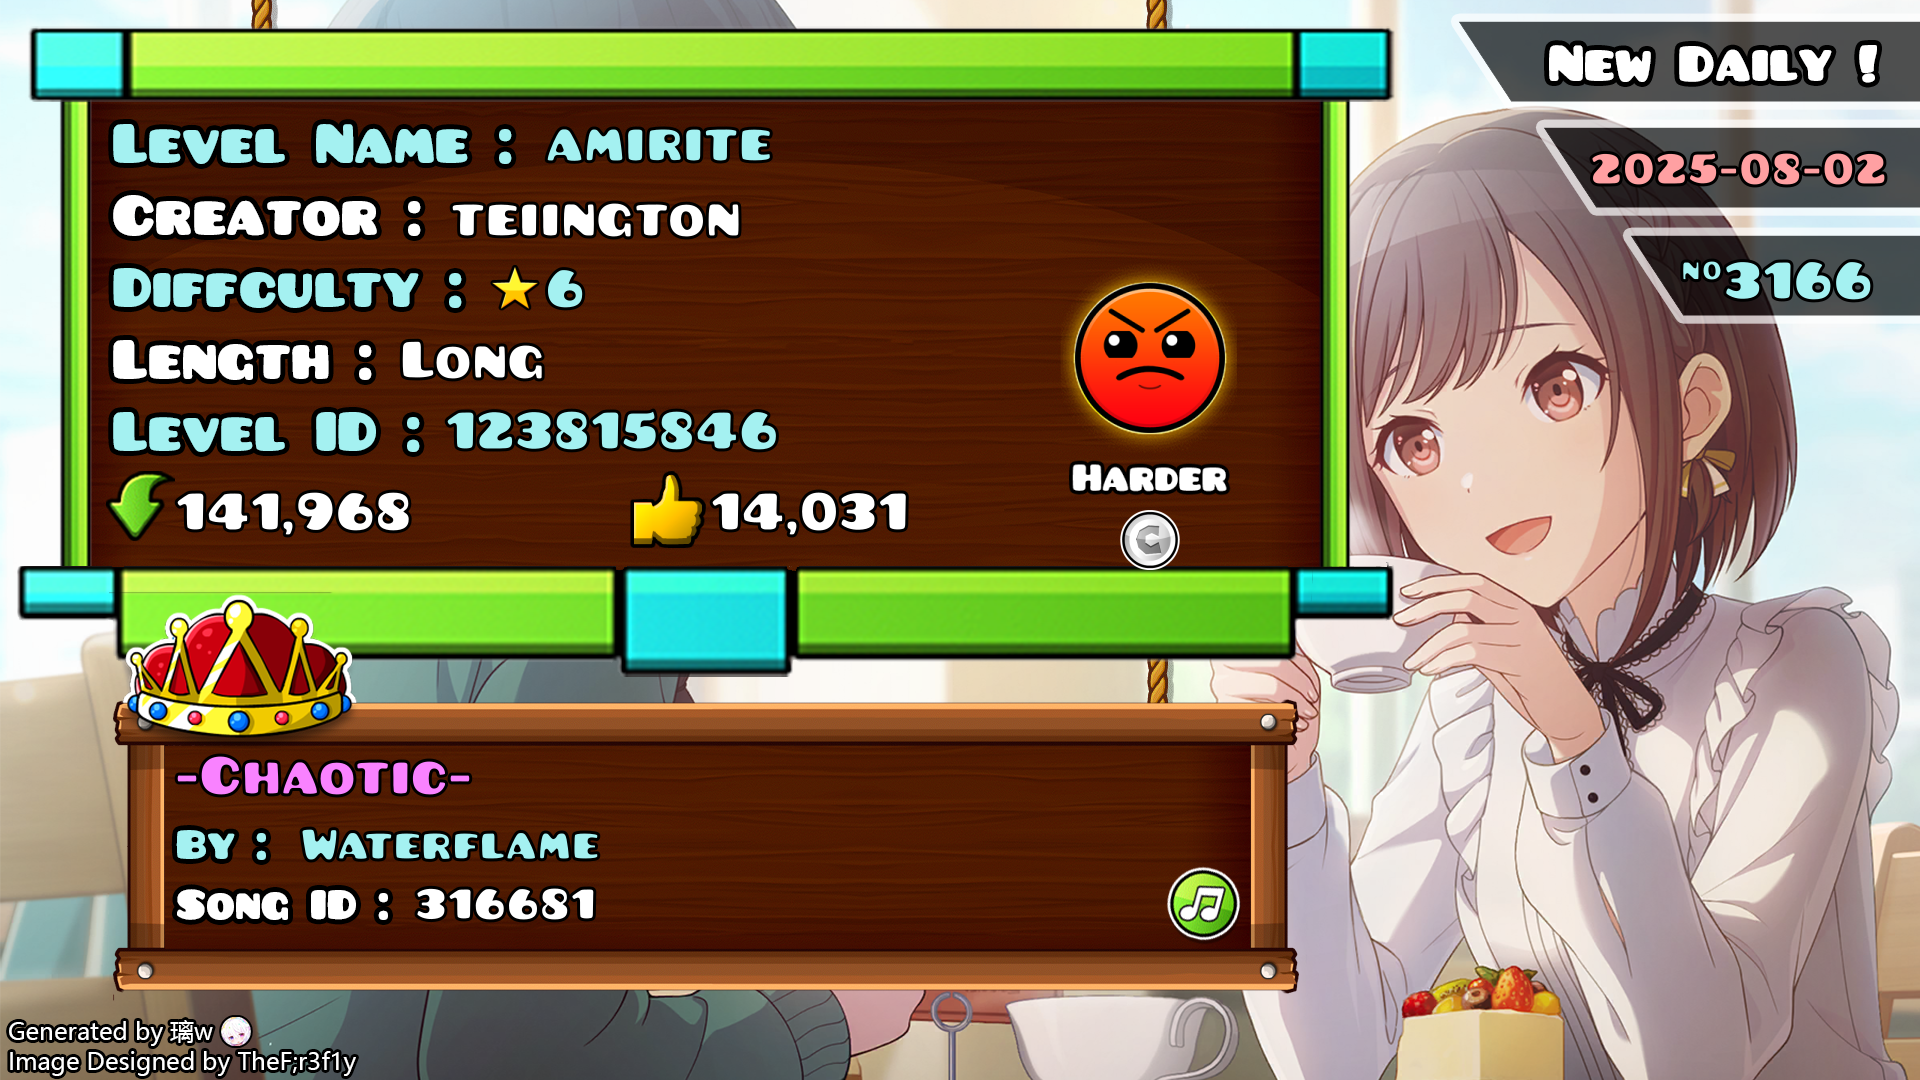 New Daily !
2025-08-02
No3166
Level Name : amirite
Creator : teiington
Diffculty : 6
Length : Long
Level ID : 123815846
141,968
14,031
Harder
C
-Chaotic-
By : Waterflame
Song ID : 316681
Generated by 璃w
Image Designed by TheF;r3f1y